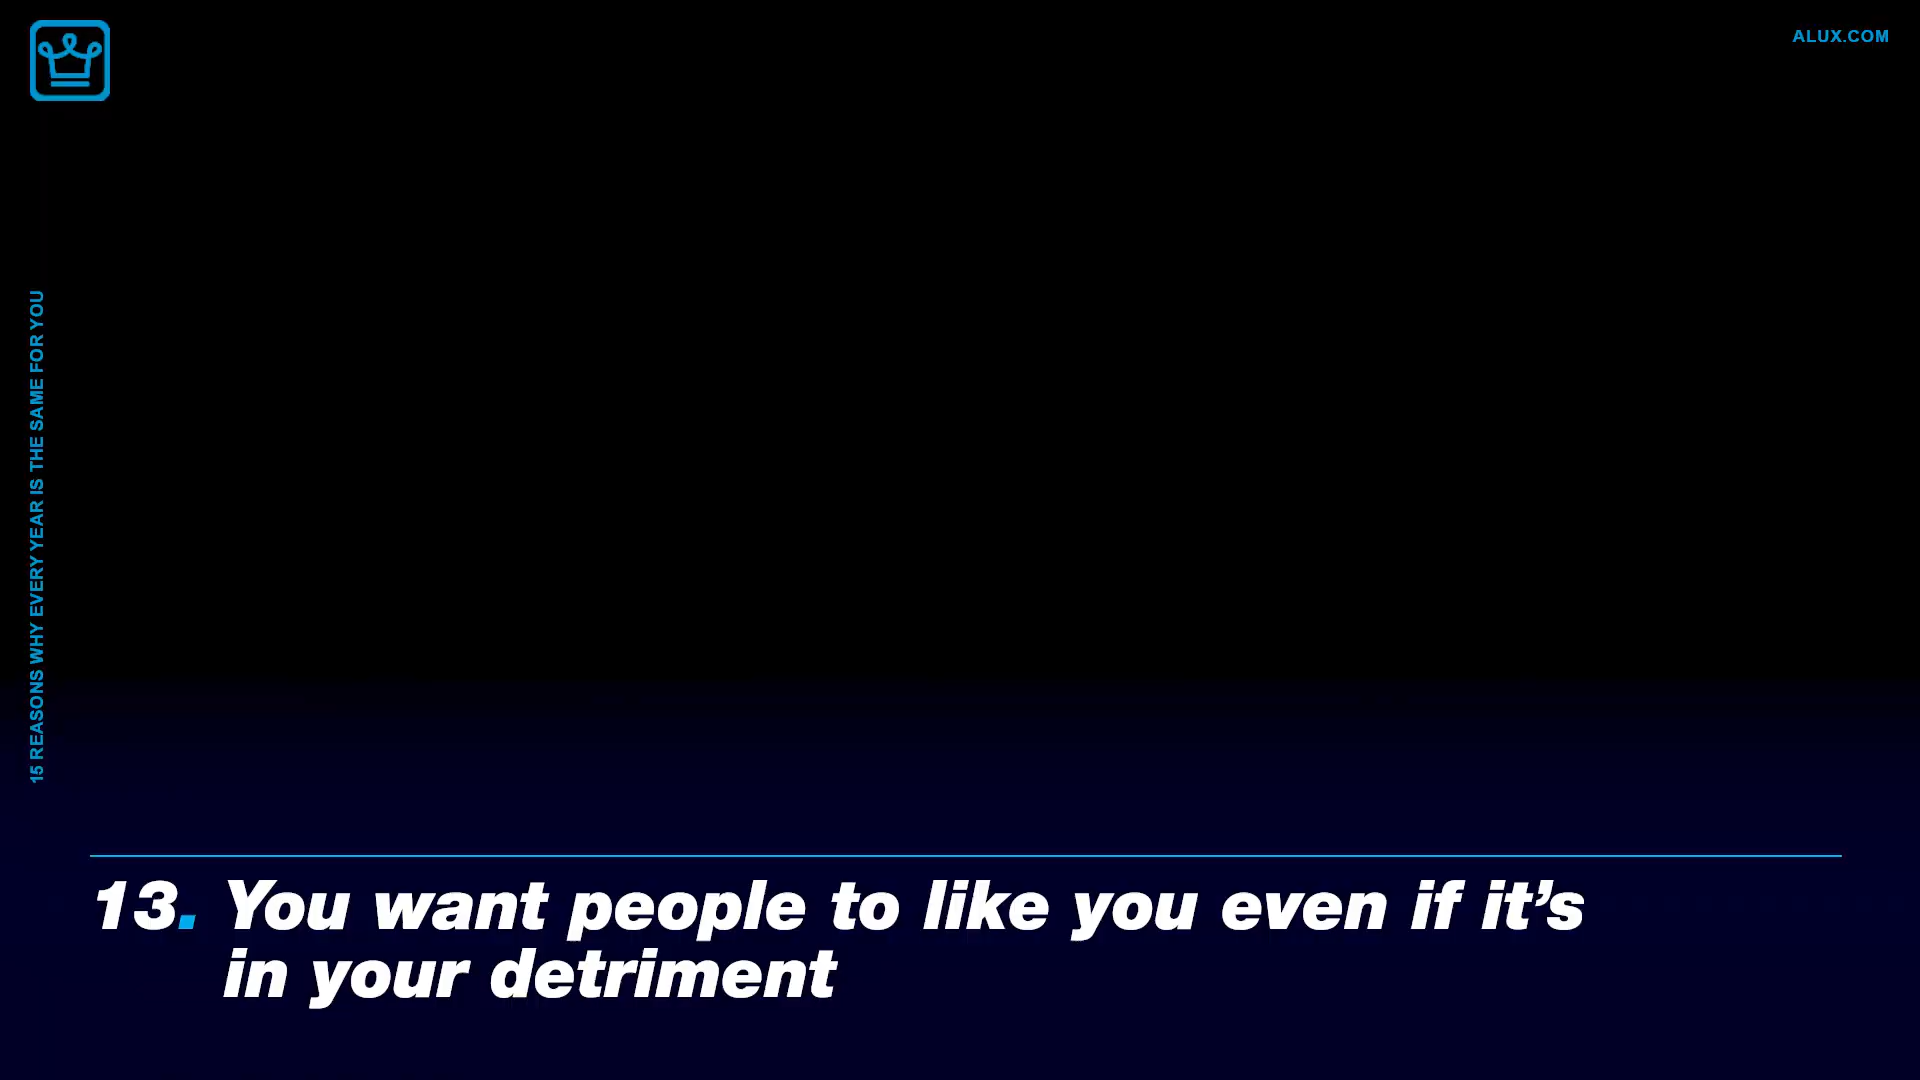 ALUX.COM
15 REASONS WHY EVERY YEAR IS THE SAME FOR YOU
13. You want people to like you even if it’s
in your detriment